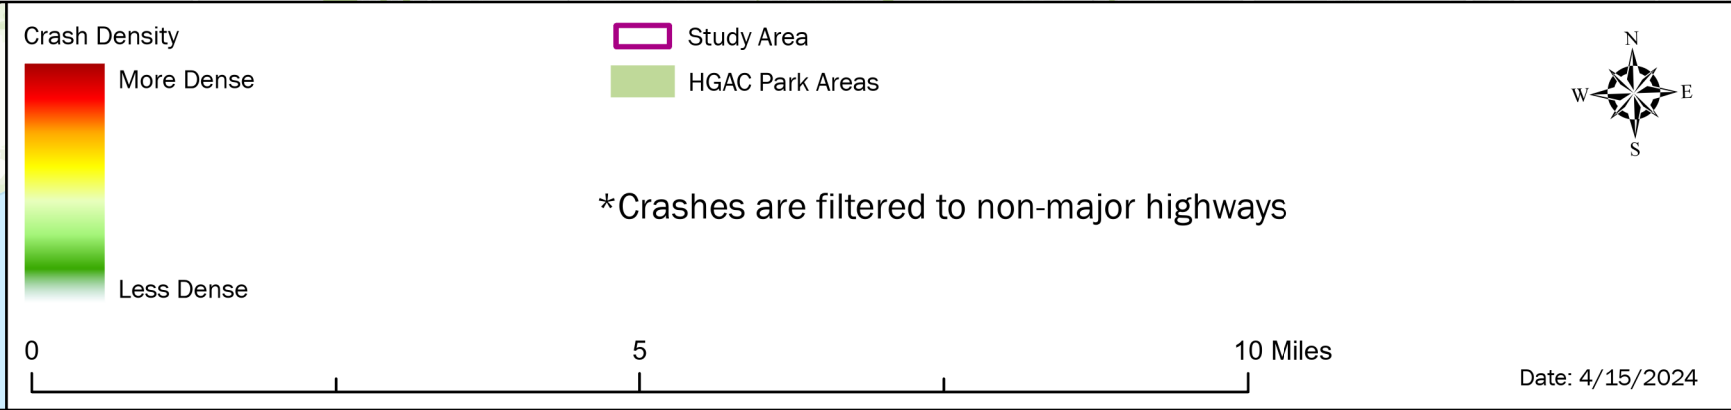 Crash Density
More Dense
Less Dense
Study Area
HGAC Park Areas
N
W
E
S
*Crashes are filtered to non-major highways
0
5
10 Miles
Date: 4/15/2024